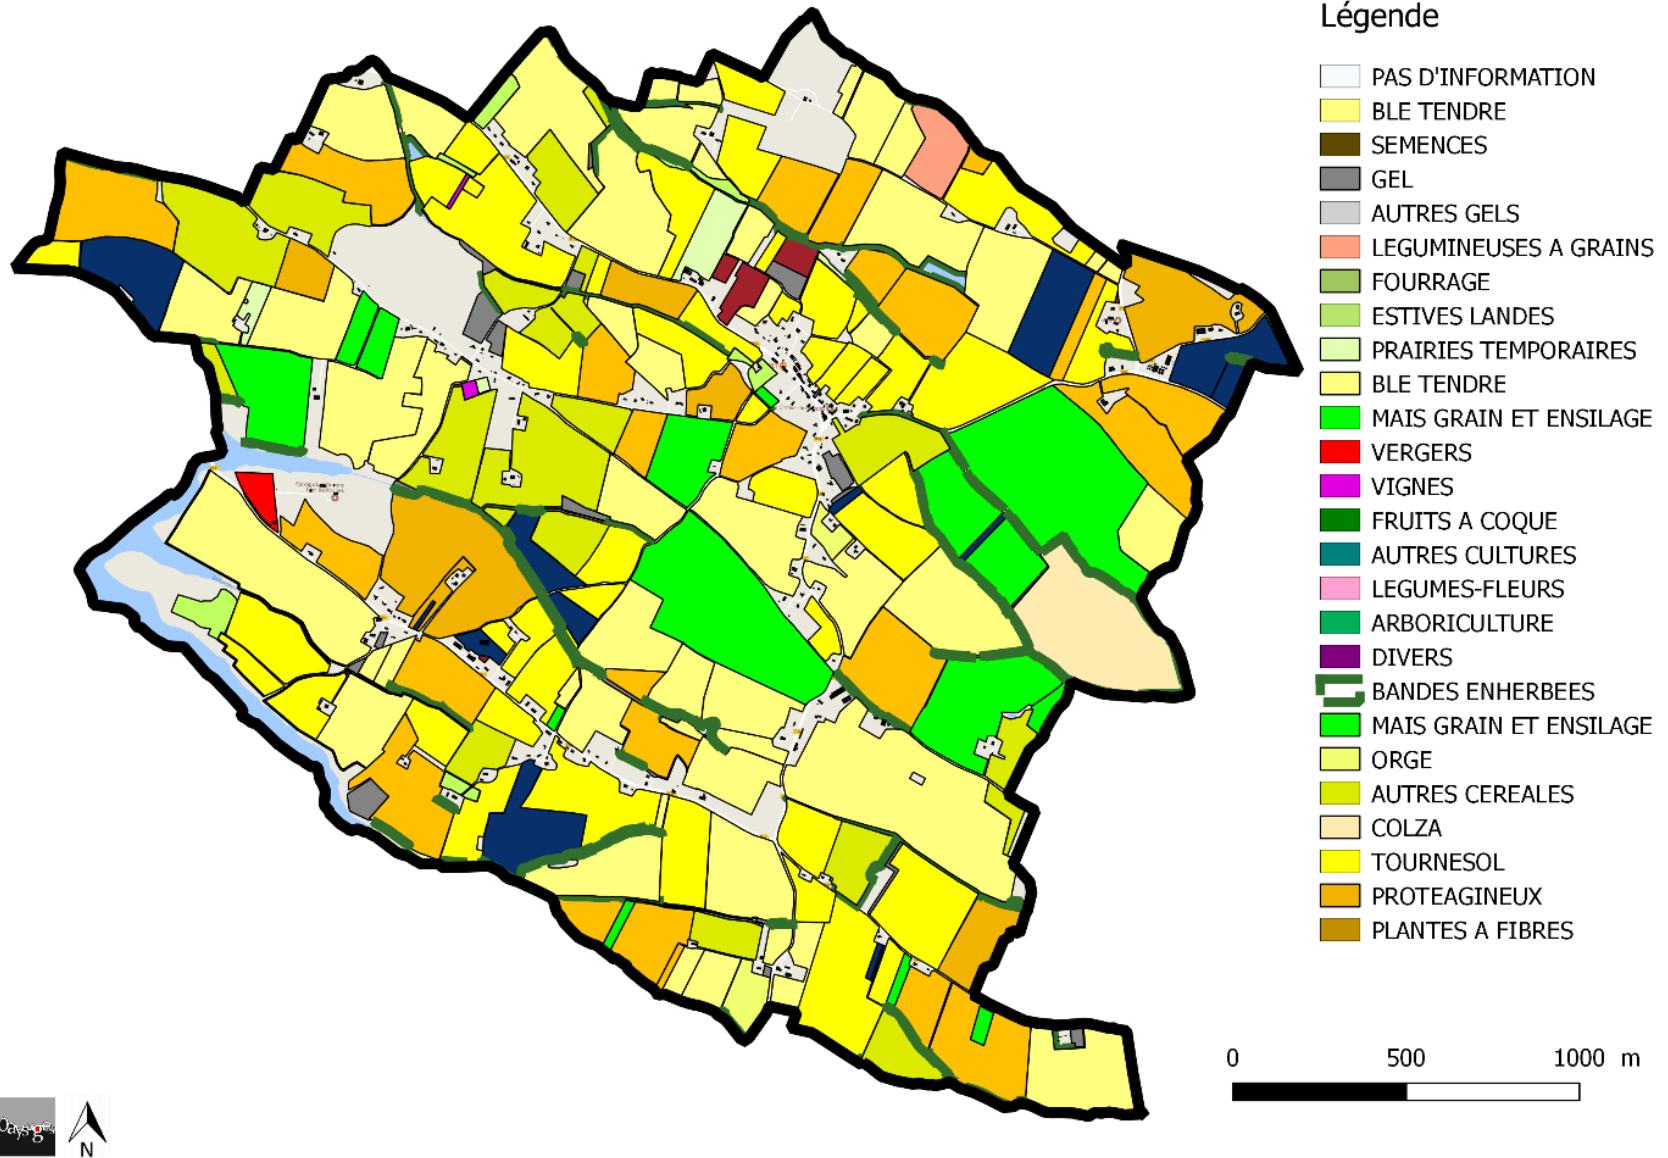 Légende
PAS D'INFORMATION
BLE TENDRE
SEMENCES
GEL
AUTRES GELS
LEGUMINEUSES A GRAINS
FOURRAGE
ESTIVES LANDES
PRAIRIES TEMPORAIRES
BLE TENDRE
MAIS GRAIN ET ENSILAGE
VERGERS
VIGNES
FRUITS A COQUE
AUTRES CULTURES
LEGUMES-FLEURS
ARBORICULTURE
DIVERS
BANDES ENHERBEES
MAIS GRAIN ET ENSILAGE
ORGE
AUTRES CEREALES
COLZA
TOURNESOL
PROTEAGINEUX
PLANTES A FIBRES
0 500 1000 m
N